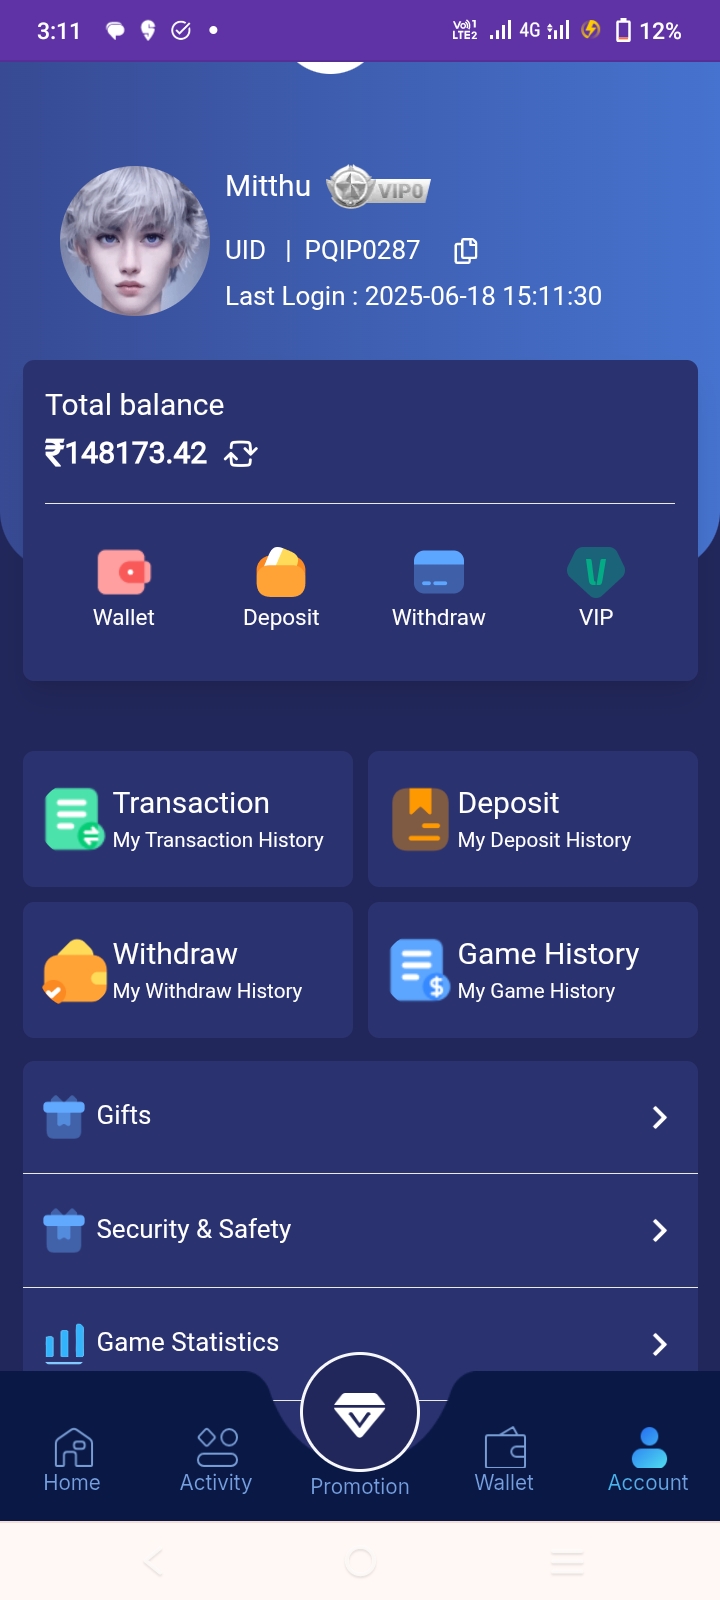 3:11
Vo)) 1
LTE2
4G
12%
Mitthu VIP0
UID | PQIP0287
Last Login : 2025-06-18 15:11:30
Total balance
₹148173.42
Wallet Deposit Withdraw VIP
Transaction
My Transaction History
Deposit
My Deposit History
Withdraw
My Withdraw History
Game History
My Game History
Gifts
Security & Safety
Game Statistics
Home Activity Promotion Wallet Account